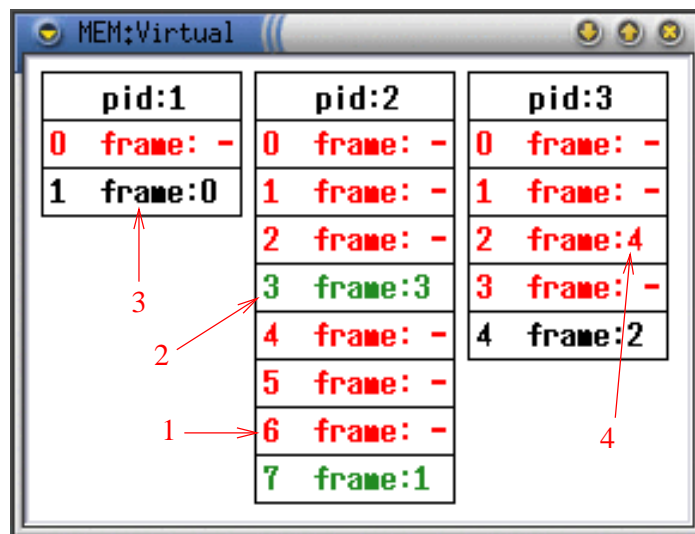 MEM:Virtual
pid:1
0 frame: -
1 frame:0
pid:2
0 frame: -
1 frame: -
2 frame: -
3 frame:3
4 frame: -
5 frame: -
6 frame: -
7 frame:1
pid:3
0 frame: -
1 frame: -
2 frame:4
3 frame: -
4 frame:2
3
2
1
4